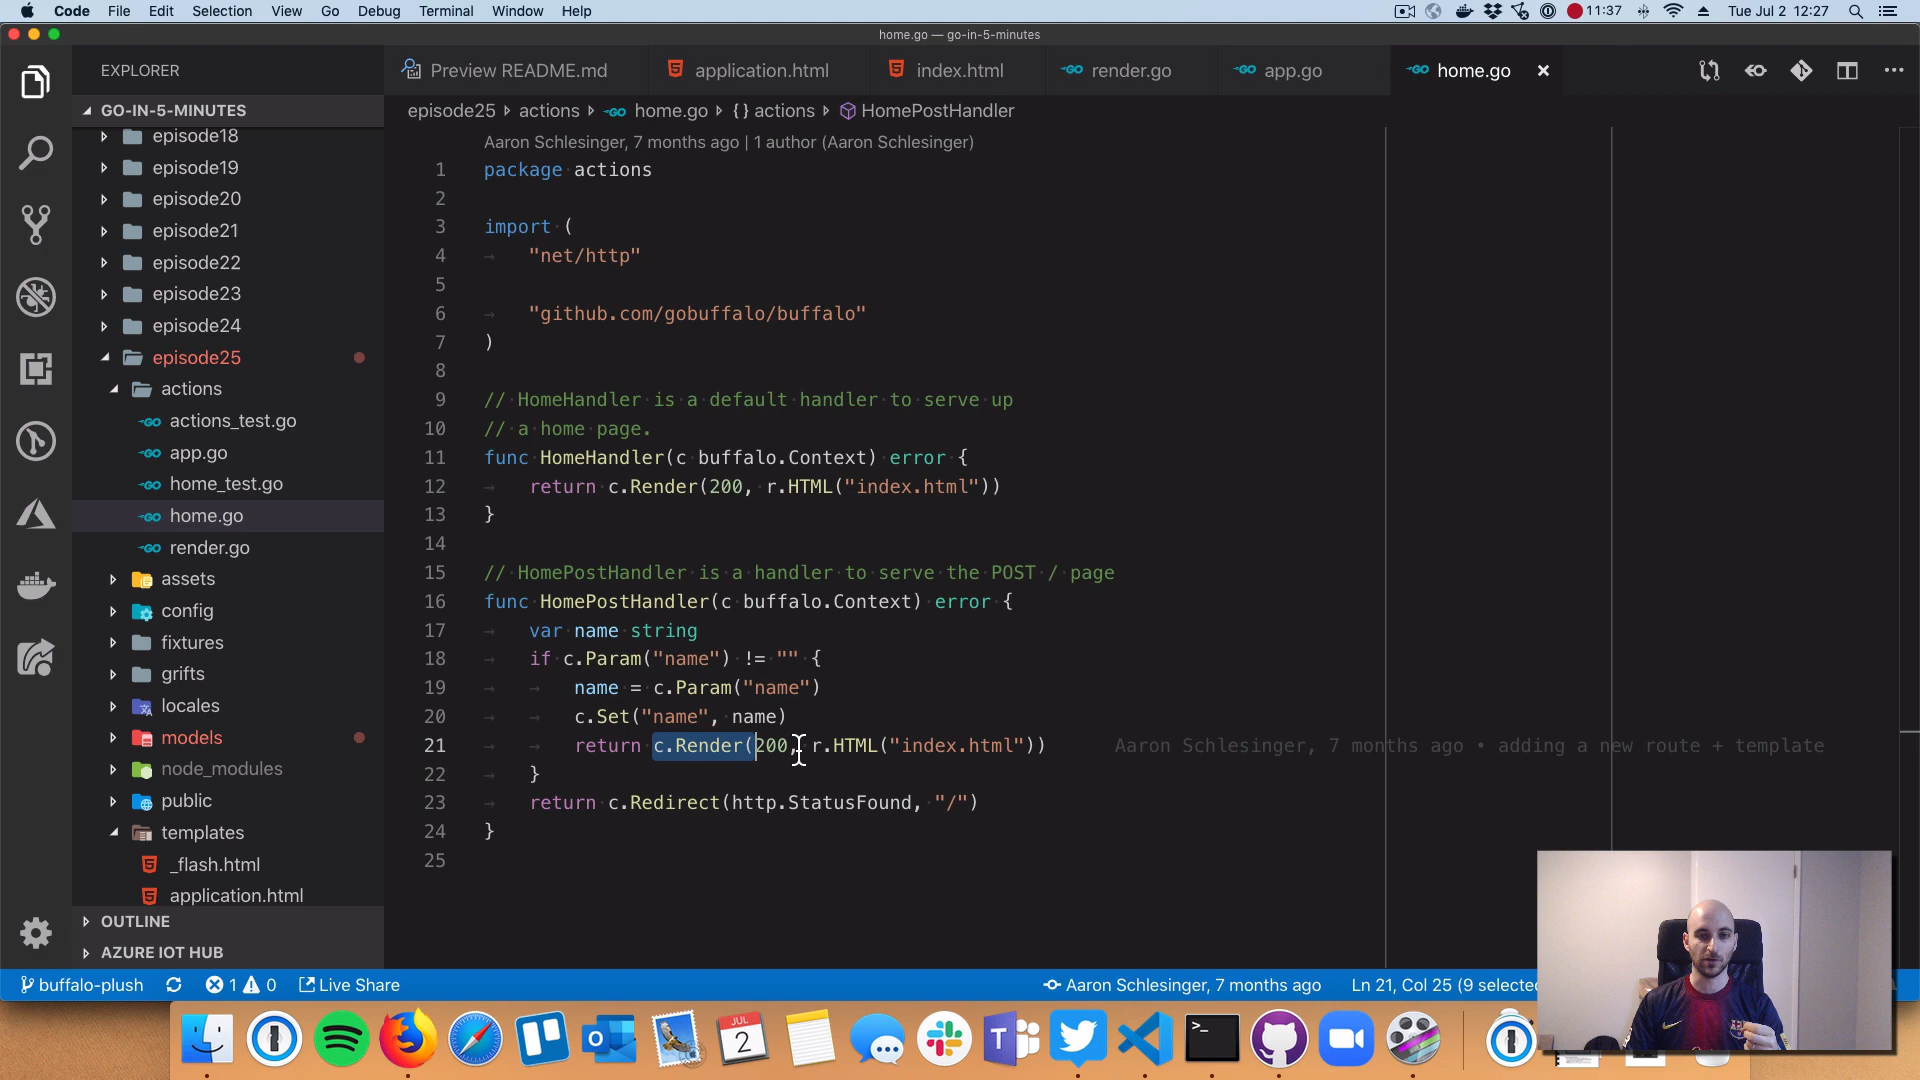 Code File Edit Selection View Go Debug Terminal Window Help
11:37 Tue Jul 2 12:27
home.go — go-in-5-minutes
EXPLORER
Preview README.md application.html index.html render.go app.go home.go
GO-IN-5-MINUTES
episode18
episode19
episode20
episode21
episode22
episode23
episode24
episode25
actions
actions_test.go
app.go
home_test.go
home.go
render.go
assets
config
fixtures
grifts
locales
models
node_modules
public
templates
_flash.html
application.html
OUTLINE
AZURE IOT HUB
episode25 actions home.go {} actions HomePostHandler
Aaron Schlesinger, 7 months ago | 1 author (Aaron Schlesinger)
1 package actions
2
3 import (
4 "net/http"
5
6 "github.com/gobuffalo/buffalo"
7 )
8
9 // HomeHandler is a default handler to serve up
10 // a home page.
11 func HomeHandler(c buffalo.Context) error {
12 return c.Render(200, r.HTML("index.html"))
13 }
14
15 // HomePostHandler is a handler to serve the POST / page
16 func HomePostHandler(c buffalo.Context) error {
17 var name string
18 if c.Param("name") != "" {
19 name = c.Param("name")
20 c.Set("name", name)
21 return c.Render(200, r.HTML("index.html")) Aaron Schlesinger, 7 months ago • adding a new route + template
22 }
23 return c.Redirect(http.StatusFound, "/")
24 }
25
buffalo-plush 1 0 Live Share Aaron Schlesinger, 7 months ago Ln 21, Col 25 (9 selected
JUL
2
>_